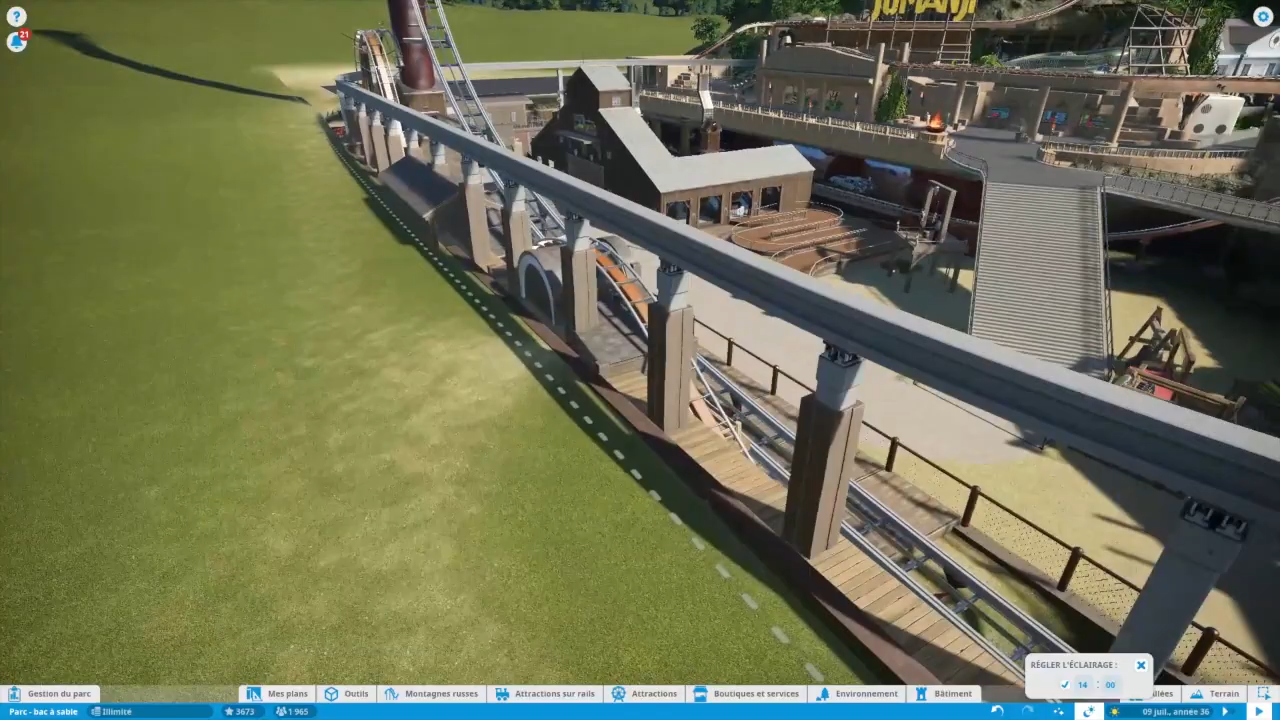 ?
21
JUMANJI
RÉGLER L'ÉCLAIRAGE :
14 : 00
Gestion du parc
Mes plans
Outils
Montagnes russes
Attractions sur rails
Attractions
Boutiques et services
Environnement
Bâtiment
llées
Terrain
Parc - bac à sable
Illimité
3673
1 965
09 juil., année 36